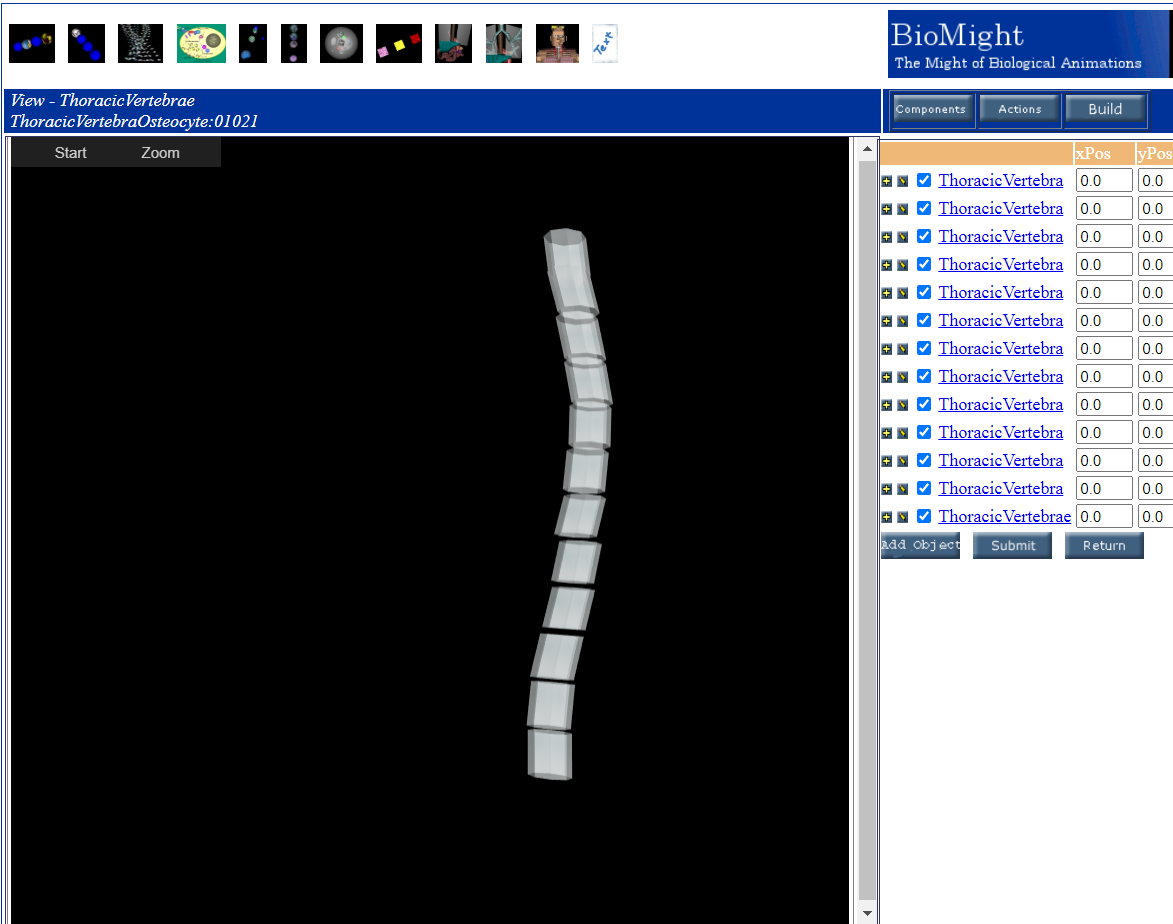 Text
BioMight
The Might of Biological Animations
View - ThoracicVertebrae
ThoracicVertebraOsteocyte:01021
Components Actions Build
Start Zoom
xPos yPos
ThoracicVertebra 0.0 0.0
ThoracicVertebra 0.0 0.0
ThoracicVertebra 0.0 0.0
ThoracicVertebra 0.0 0.0
ThoracicVertebra 0.0 0.0
ThoracicVertebra 0.0 0.0
ThoracicVertebra 0.0 0.0
ThoracicVertebra 0.0 0.0
ThoracicVertebra 0.0 0.0
ThoracicVertebra 0.0 0.0
ThoracicVertebra 0.0 0.0
ThoracicVertebra 0.0 0.0
ThoracicVertebrae 0.0 0.0
Add Object Submit Return